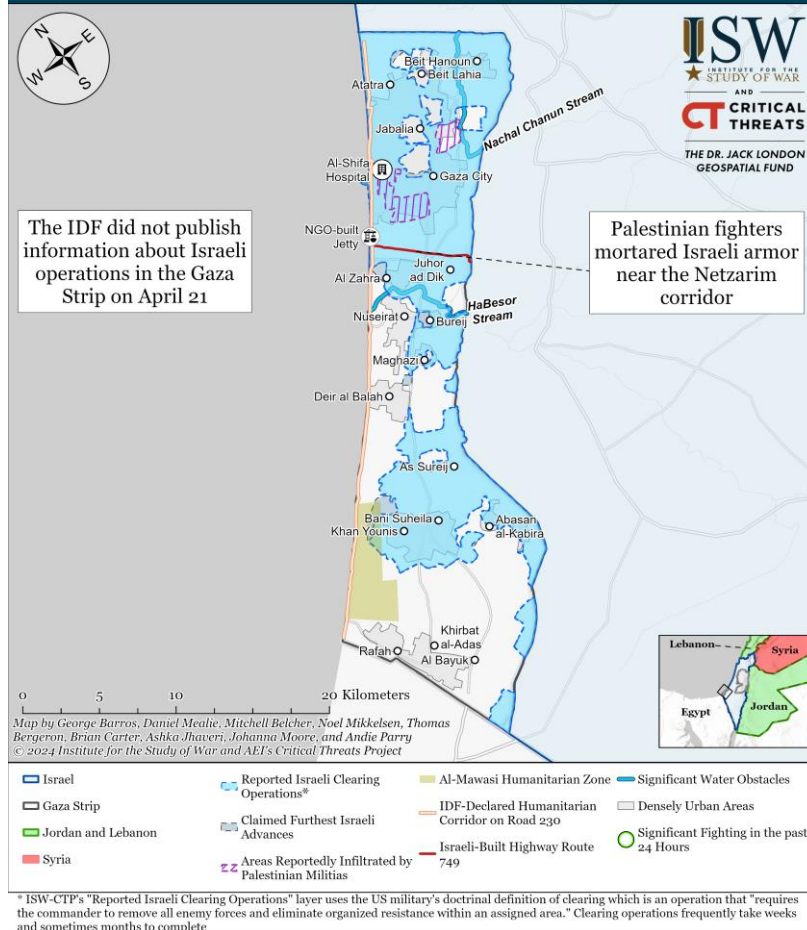 N
E
W
S
ISW
INSTITUTE FOR THE
STUDY OF WAR
AND
CT CRITICAL
THREATS
THE DR. JACK LONDON
GEOSPATIAL FUND
Beit Hanoun
Beit Lahia
Atatra
Nachal Chanun Stream
Jabalia
Al-Shifa
Hospital
Gaza City
The IDF did not publish
information about Israeli
operations in the Gaza
Strip on April 21
NGO-built
Jetty
Palestinian fighters
mortared Israeli armor
near the Netzarim
corridor
Juhor
ad Dik
Al Zahra
HaBesor
Stream
Nuseirat
Bureij
Maghazi
Deir al Balah
As Sureij
Bani Suheila
Khan Younis
Abasan
al-Kabira
Khirbat
al-Adas
Rafah
Al Bayuk
Lebanon
Syria
Egypt
Jordan
0 5 10 20 Kilometers
Map by George Barros, Daniel Mealie, Mitchell Belcher, Noel Mikkelsen, Thomas
Bergeron, Brian Carter, Ashka Jhaveri, Johanna Moore, and Andie Parry
© 2024 Institute for the Study of War and AEI's Critical Threats Project
Israel
Gaza Strip
Jordan and Lebanon
Syria
Reported Israeli Clearing
Operations*
Claimed Furthest Israeli
Advances
Areas Reportedly Infiltrated by
Palestinian Militias
Al-Mawasi Humanitarian Zone
IDF-Declared Humanitarian
Corridor on Road 230
Israeli-Built Highway Route
749
Significant Water Obstacles
Densely Urban Areas
Significant Fighting in the past
24 Hours
* ISW-CTP's "Reported Israeli Clearing Operations" layer uses the US military's doctrinal definition of clearing which is an operation that "requires
the commander to remove all enemy forces and eliminate organized resistance within an assigned area." Clearing operations frequently take weeks
and sometimes months to complete